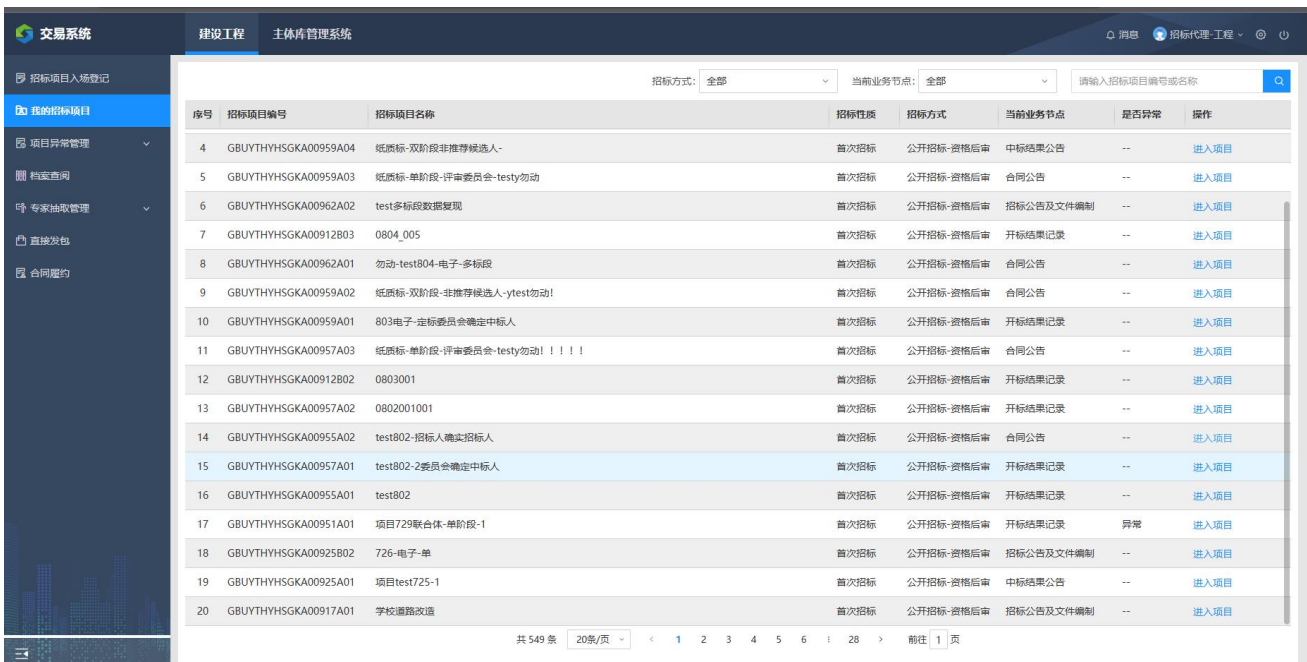 交易系统 建设工程 主体库管理系统 消息 招标代理-工程
招标项目入场登记
我的招标项目
项目异常管理
档案查阅
专家抽取管理
直接发包
合同履约
招标方式: 全部 当前业务节点: 全部 请输入招标项目编号或名称
序号 招标项目编号 招标项目名称 招标性质 招标方式 当前业务节点 是否异常 操作
4 GBUYTHYHSGKA00959A04 纸质标-双阶段非推荐候选人- 首次招标 公开招标-资格后审 中标结果公告 -- 进入项目
5 GBUYTHYHSGKA00959A03 纸质标-单阶段-评审委员会-testy勿动 首次招标 公开招标-资格后审 合同公告 -- 进入项目
6 GBUYTHYHSGKA00962A02 test多标段数据复现 首次招标 公开招标-资格后审 招标公告及文件编制 -- 进入项目
7 GBUYTHYHSGKA00912B03 0804_005 首次招标 公开招标-资格后审 开标结果记录 -- 进入项目
8 GBUYTHYHSGKA00962A01 勿动-test804-电子-多标段 首次招标 公开招标-资格后审 合同公告 -- 进入项目
9 GBUYTHYHSGKA00959A02 纸质标-双阶段-非推荐候选人-ytest勿动! 首次招标 公开招标-资格后审 合同公告 -- 进入项目
10 GBUYTHYHSGKA00959A01 803电子-定标委员会确定中标人 首次招标 公开招标-资格后审 开标结果记录 -- 进入项目
11 GBUYTHYHSGKA00957A03 纸质标-单阶段-评审委员会-testy勿动！！！！！ 首次招标 公开招标-资格后审 合同公告 -- 进入项目
12 GBUYTHYHSGKA00912B02 0803001 首次招标 公开招标-资格后审 开标结果记录 -- 进入项目
13 GBUYTHYHSGKA00957A02 0802001001 首次招标 公开招标-资格后审 开标结果记录 -- 进入项目
14 GBUYTHYHSGKA00955A02 test802-招标人确实招标人 首次招标 公开招标-资格后审 合同公告 -- 进入项目
15 GBUYTHYHSGKA00957A01 test802-2委员会确定中标人 首次招标 公开招标-资格后审 开标结果记录 -- 进入项目
16 GBUYTHYHSGKA00955A01 test802 首次招标 公开招标-资格后审 开标结果记录 -- 进入项目
17 GBUYTHYHSGKA00951A01 项目729联合体-单阶段-1 首次招标 公开招标-资格后审 开标结果记录 异常 进入项目
18 GBUYTHYHSGKA00925B02 726-电子-单 首次招标 公开招标-资格后审 招标公告及文件编制 -- 进入项目
19 GBUYTHYHSGKA00925A01 项目test725-1 首次招标 公开招标-资格后审 中标结果公告 -- 进入项目
20 GBUYTHYHSGKA00917A01 学校道路改造 首次招标 公开招标-资格后审 招标公告及文件编制 -- 进入项目
共 549 条 20条/页 < 1 2 3 4 5 6 ⋮ 28 > 前往 1 页